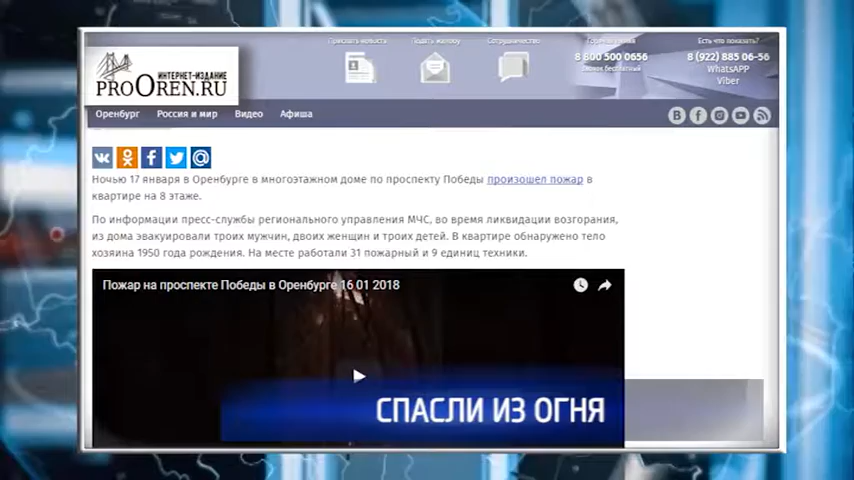 Прислать новость
Подать жалобу
Сотрудничество
Горячая линия
Есть что показать?
8 800 500 0656
Звонок бесплатный
8 (922) 885 06-56
WhatsAPP
Viber
ИНТЕРНЕТ-ИЗДАНИЕ
PROOREN.RU
Оренбург
Россия и мир
Видео
Афиша
Ночью 17 января в Оренбурге в многоэтажном доме по проспекту Победы произошел пожар в
квартире на 8 этаже.
По информации пресс-службы регионального управления МЧС, во время ликвидации возгорания,
из дома эвакуировали троих мужчин, двоих женщин и троих детей. В квартире обнаружено тело
хозяина 1950 года рождения. На месте работали 31 пожарный и 9 единиц техники.
Пожар на проспекте Победы в Оренбурге 16 01 2018
СПАСЛИ ИЗ ОГНЯ